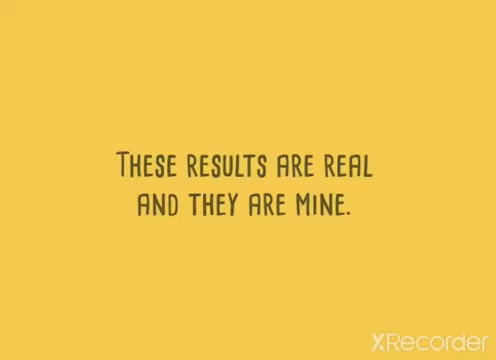 THESE RESULTS ARE REAL
AND THEY ARE MINE.
XRecorder